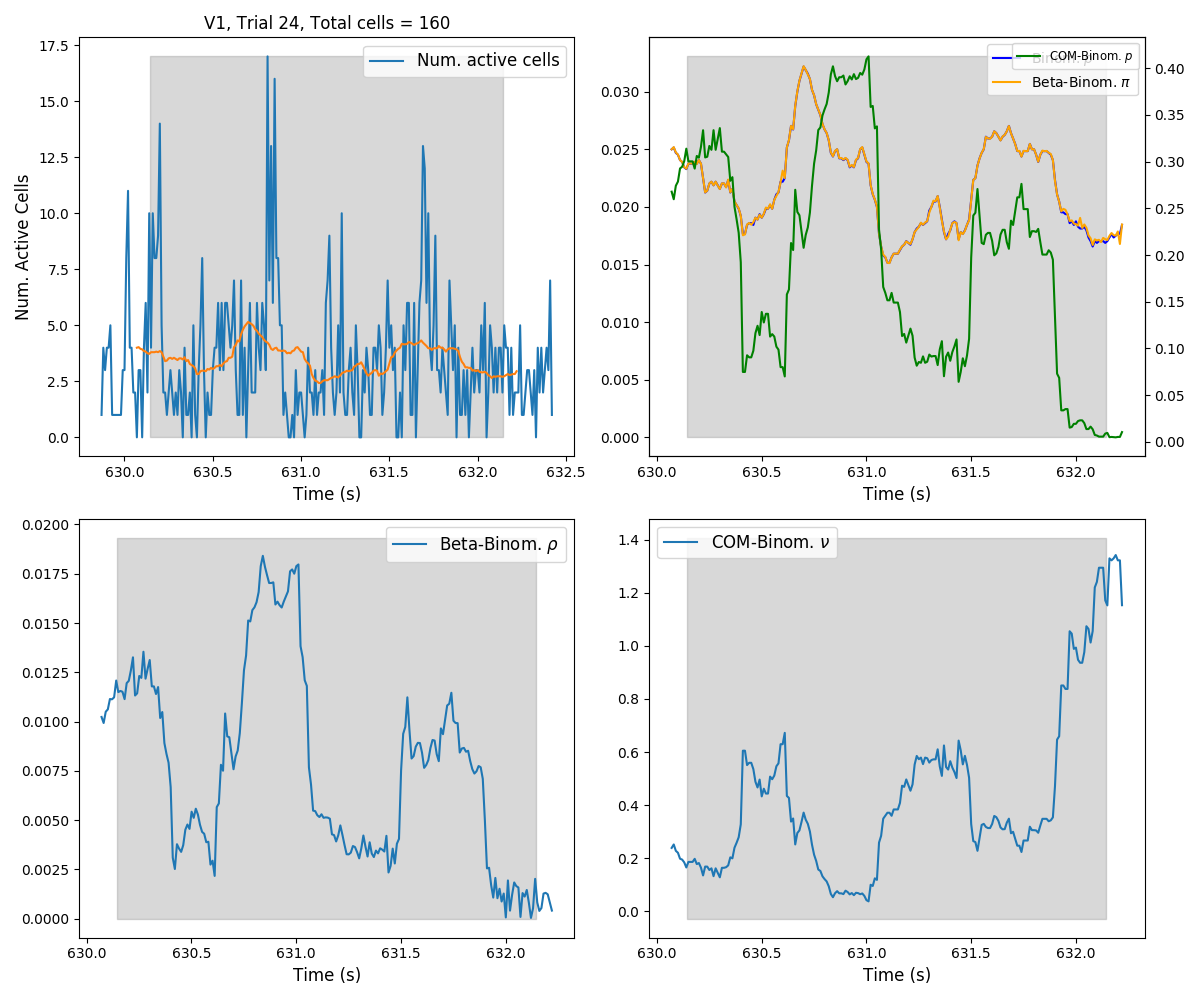 V1, Trial 24, Total cells = 160
Num. active cells
17.5
15.0
12.5
10.0
7.5
5.0
2.5
0.0
Num. Active Cells
630.0 630.5 631.0 631.5 632.0 632.5
Time (s)
COM-Binom. p
Beta-Binom. π
0.030
0.025
0.020
0.015
0.010
0.005
0.000
0.40
0.35
0.30
0.25
0.20
0.15
0.10
0.05
0.00
630.0 630.5 631.0 631.5 632.0
Time (s)
Beta-Binom. ρ
0.0200
0.0175
0.0150
0.0125
0.0100
0.0075
0.0050
0.0025
0.0000
630.0 630.5 631.0 631.5 632.0
Time (s)
COM-Binom. ν
1.4
1.2
1.0
0.8
0.6
0.4
0.2
0.0
630.0 630.5 631.0 631.5 632.0
Time (s)